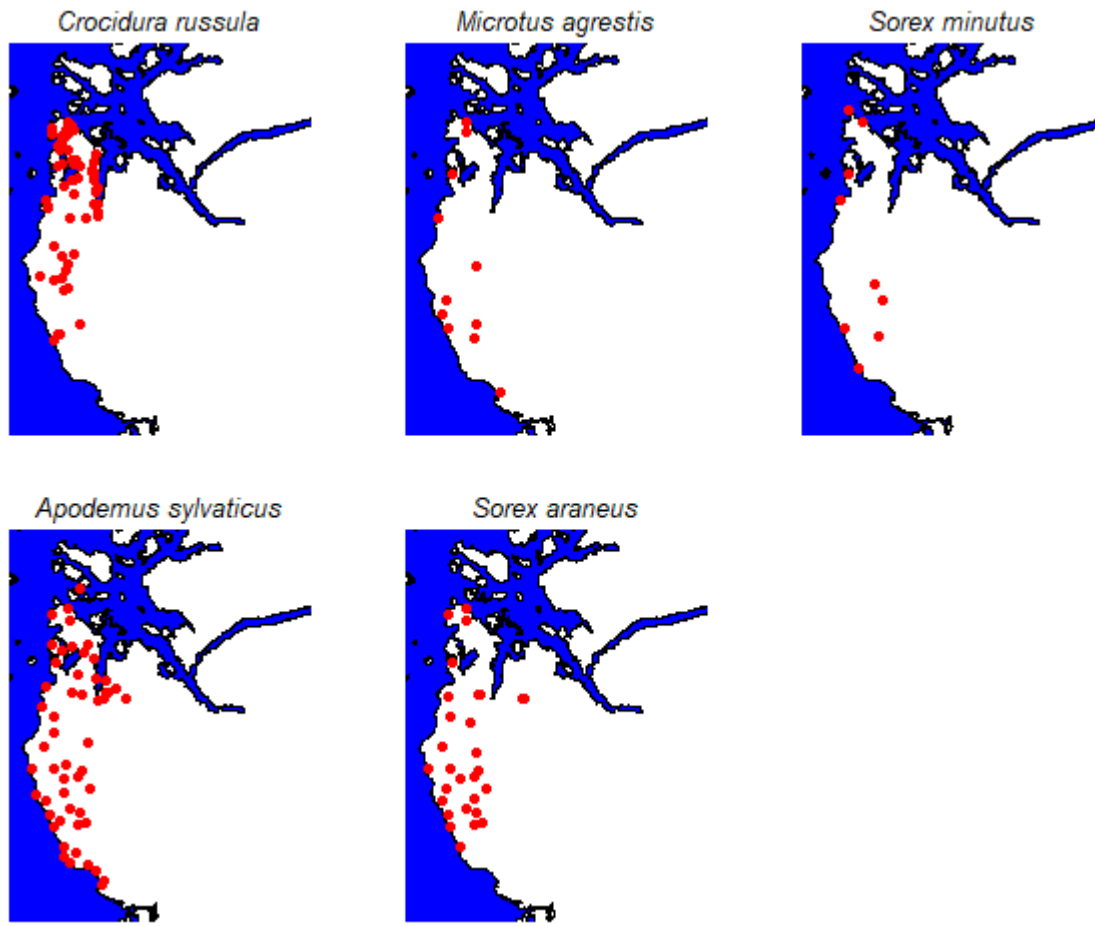 Crocidura russula
Microtus agrestis
Sorex minutus
Apodemus sylvaticus
Sorex araneus